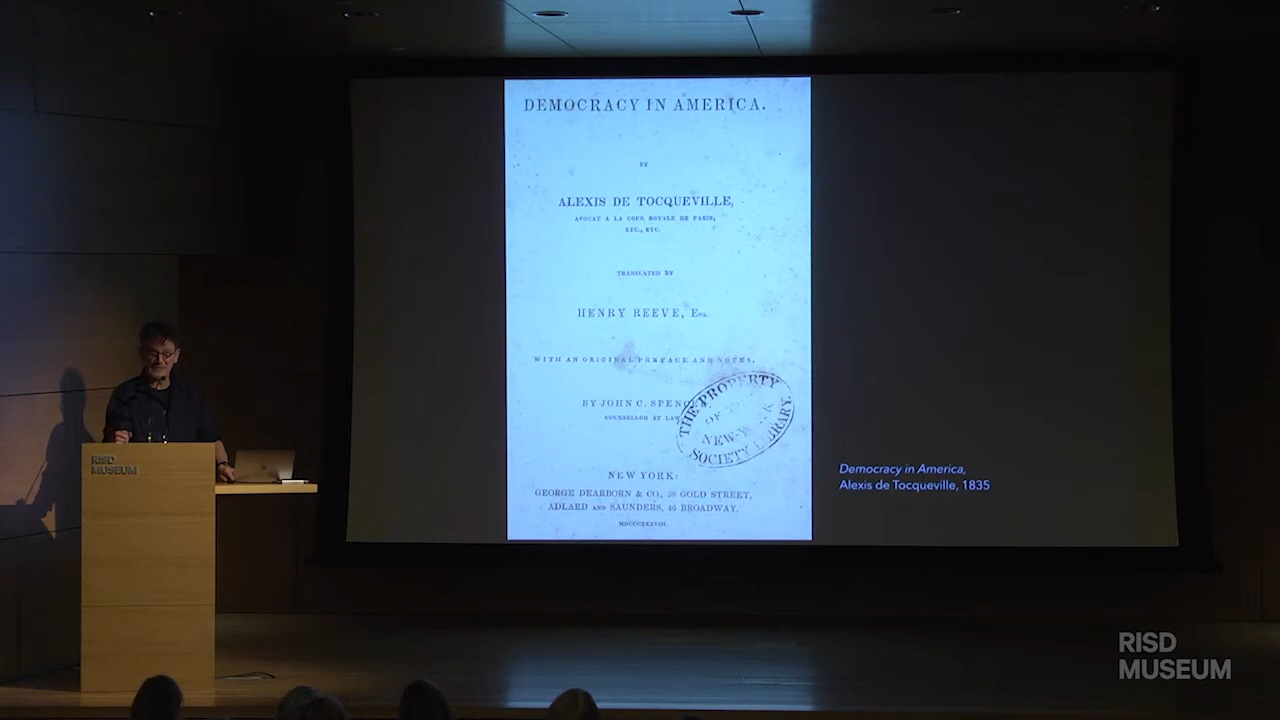 DEMOCRACY IN AMERICA.
BY
ALEXIS DE TOCQUEVILLE,
AVOCAT A LA COUR ROYALE DE PARIS,
ETC., ETC.
TRANSLATED BY
HENRY REEVE, Esq.
WITH AN ORIGINAL PREFACE AND NOTES,
BY JOHN C. SPENC
COUNSELLOR AT LAW
THE PROPERTY
OF
NEW-Y RK
SOCIETY LIBRARY.
NEW YORK:
GEORGE DEARBORN & CO., 38 GOLD STREET,
ADLARD AND SAUNDERS, 46 BROADWAY.
MDCCCXXXVIII.
Democracy in America,
Alexis de Tocqueville, 1835
RISD
MUSEUM
RISD
MUSEUM